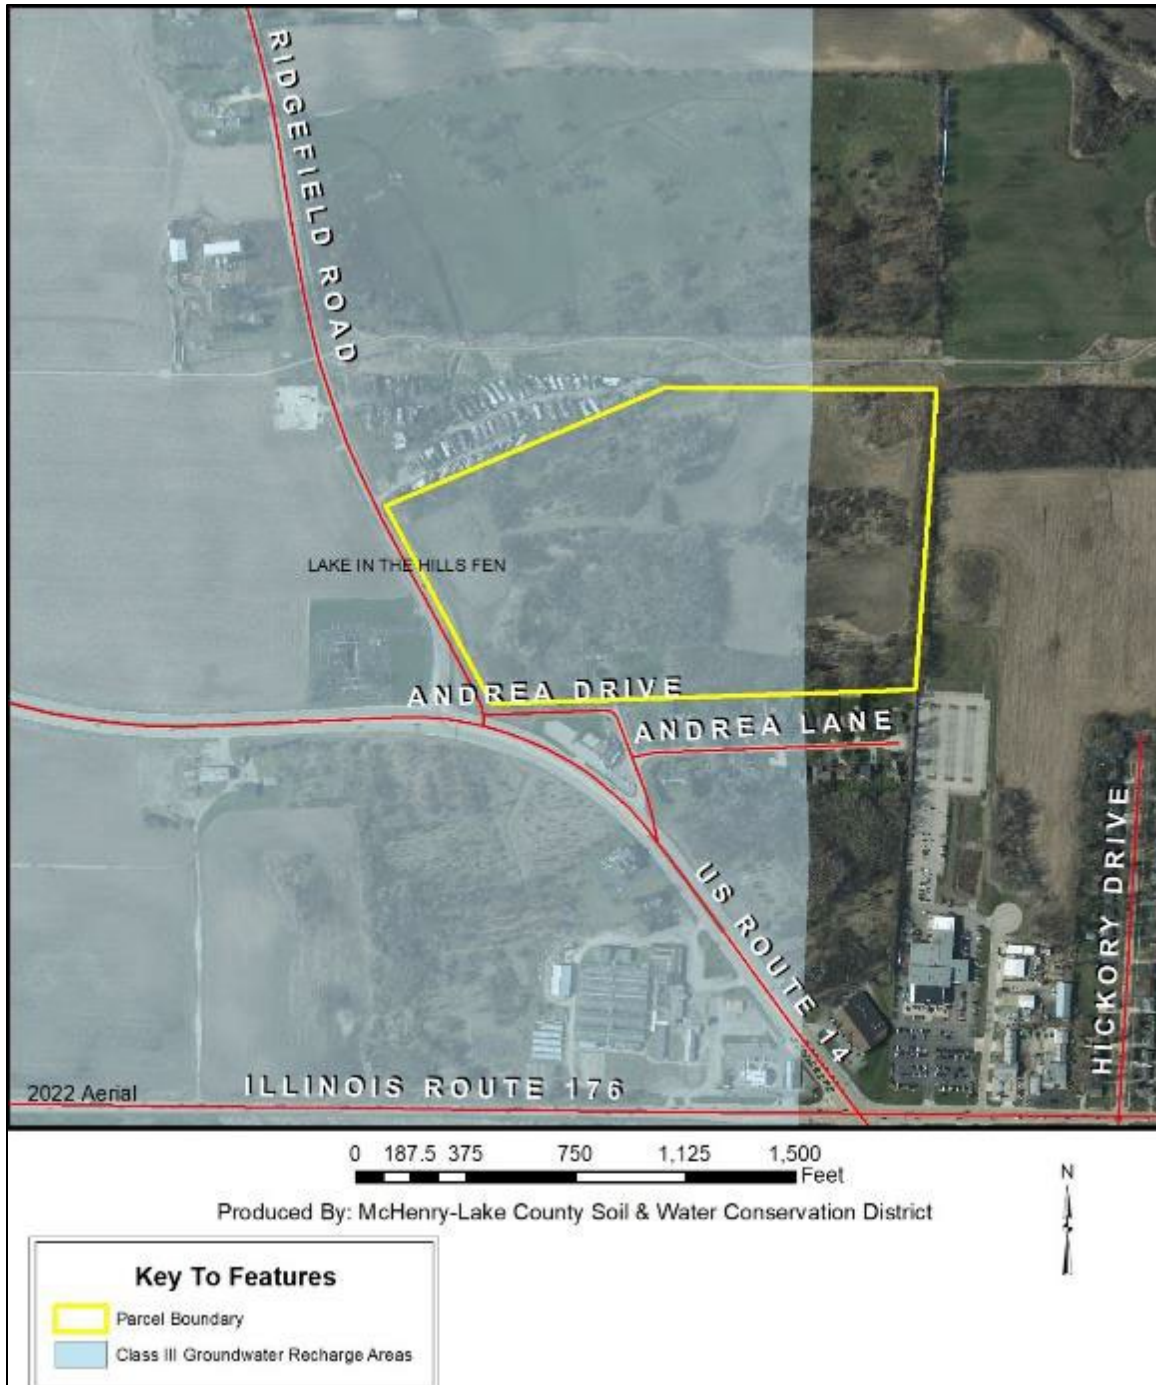 RIDGEFIELD ROAD
LAKE IN THE HILLS FEN
ANDREA DRIVE
ANDREA LANE
US ROUTE 14
HICKORY DRIVE
2022 Aerial
ILLINOIS ROUTE 176
0 187.5 375 750 1,125 1,500
Feet
Produced By: McHenry-Lake County Soil & Water Conservation District
N
Key To Features
Parcel Boundary
Class III Groundwater Recharge Areas